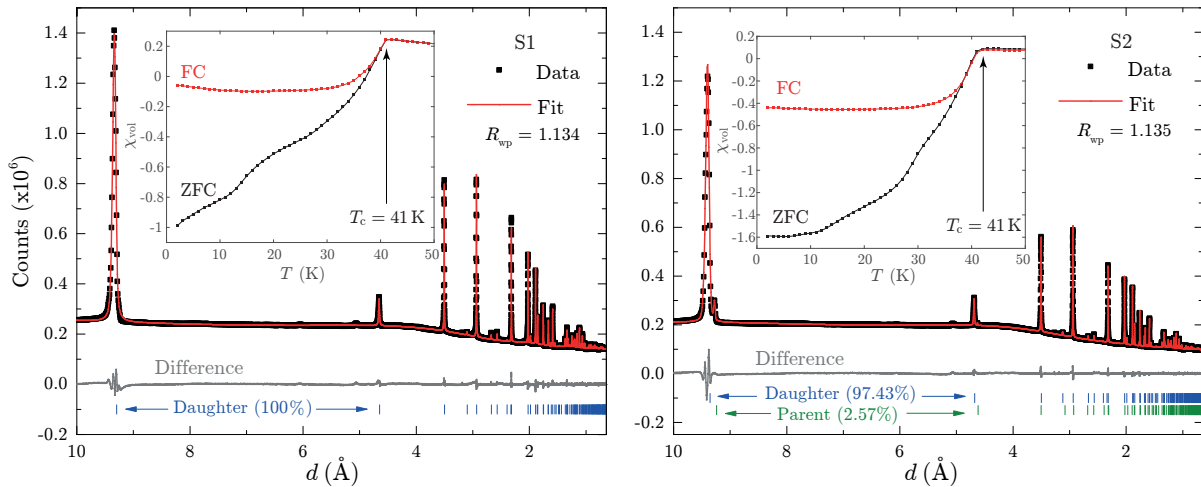 S1
Data
Fit
R_wp = 1.134
Counts (x10⁶)
1.4
1.2
1.0
0.8
0.6
0.4
0.2
0.0
-0.2
10 8 6 4 2
d (Å)
χ_vol
0.2
0
-0.2
-0.4
-0.6
-0.8
-1
0 10 20 30 40 50
T (K)
FC
ZFC
T_c = 41 K
Difference
Daughter (100%)
S2
Data
Fit
R_wp = 1.135
1.4
1.2
1.0
0.8
0.6
0.4
0.2
0.0
-0.2
10 8 6 4 2
d (Å)
χ_vol
0.2
0
-0.2
-0.4
-0.6
-0.8
-1
-1.2
-1.4
-1.6
0 10 20 30 40 50
T (K)
FC
ZFC
T_c = 41 K
Difference
Daughter (97.43%)
Parent (2.57%)